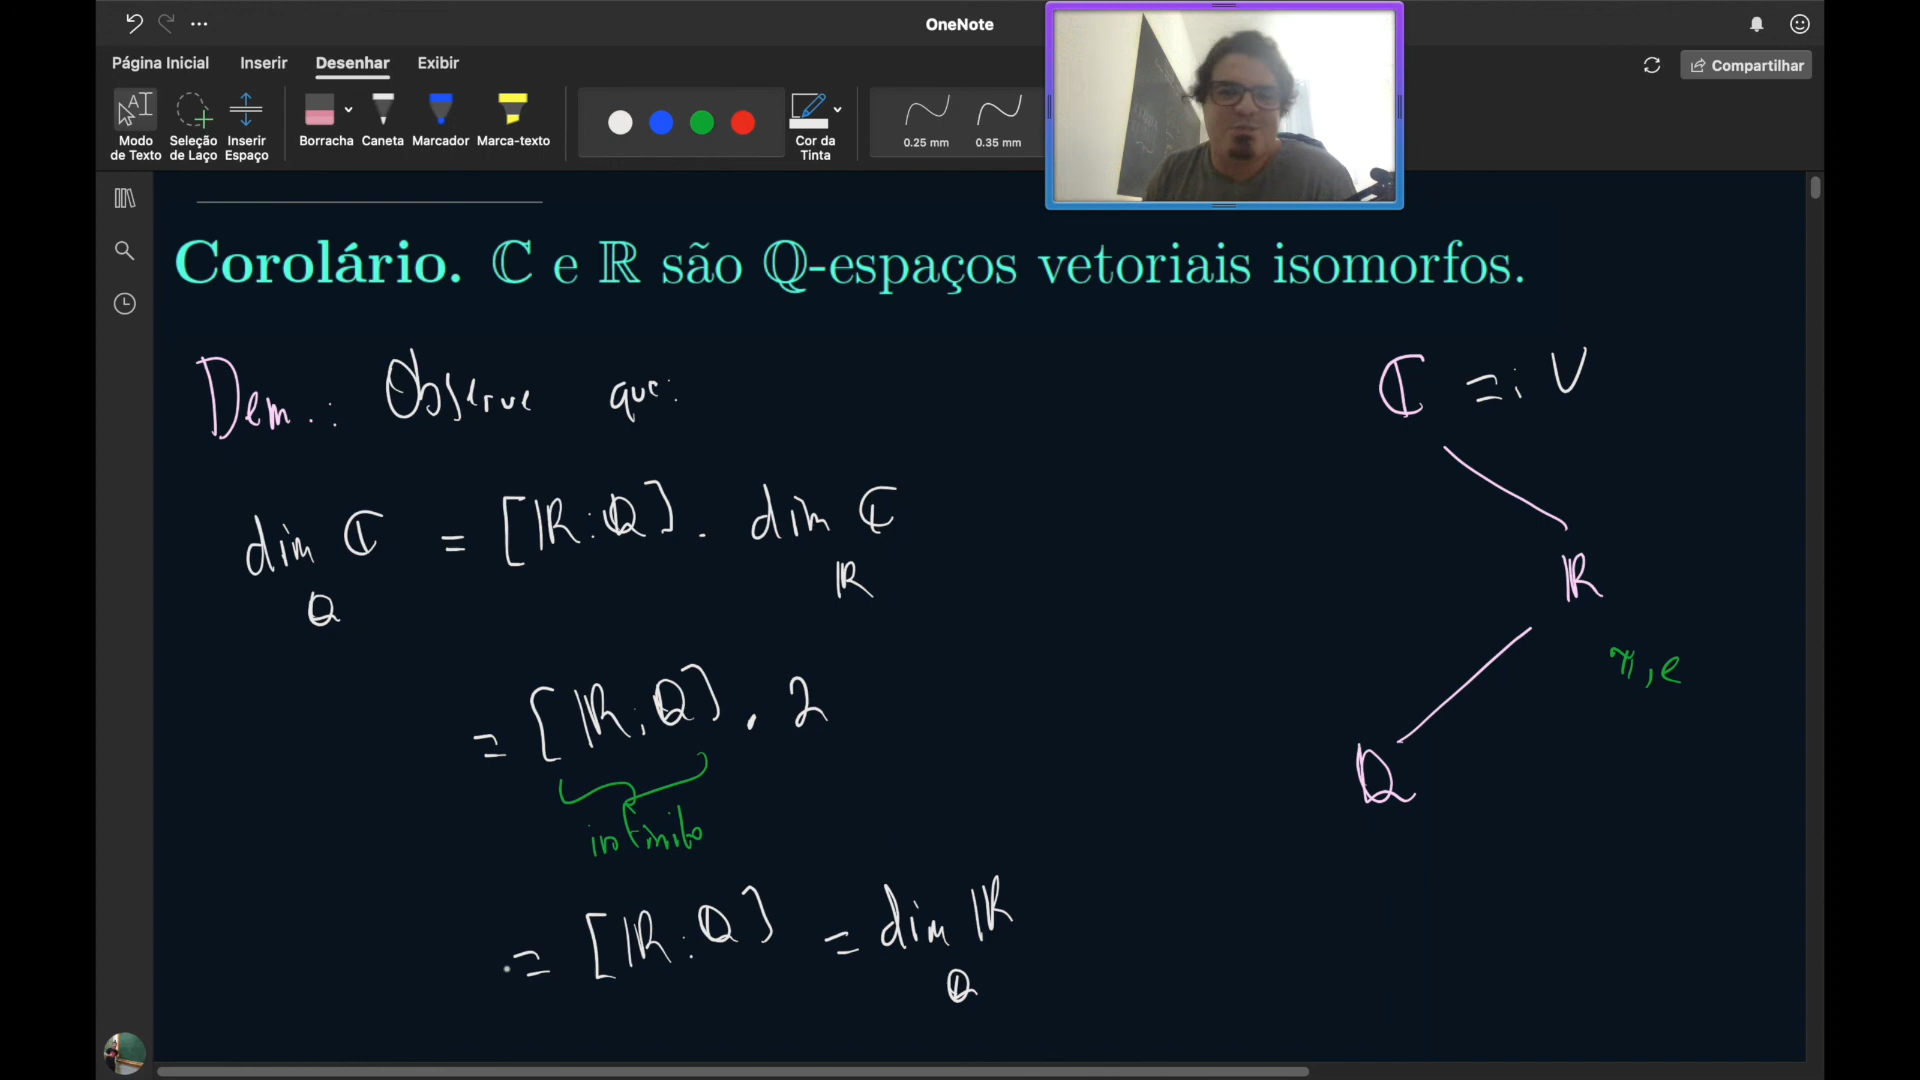 OneNote
Página Inicial Inserir Desenhar Exibir
Compartilhar
Modo de Texto
Seleção de Laço
Inserir Espaço
Borracha Caneta Marcador Marca-texto
Cor da Tinta
0.25 mm 0.35 mm
Corolário. ℂ e ℝ são ℚ-espaços vetoriais isomorfos.
Dem.: Observe que:
ℂ =: V
dim_ℚ ℂ = [ℝ:ℚ] . dim_ℝ ℂ
ℝ
π, e
= [ℝ:ℚ] . 2
ℚ
infinito
= [ℝ:ℚ] = dim_ℚ ℝ